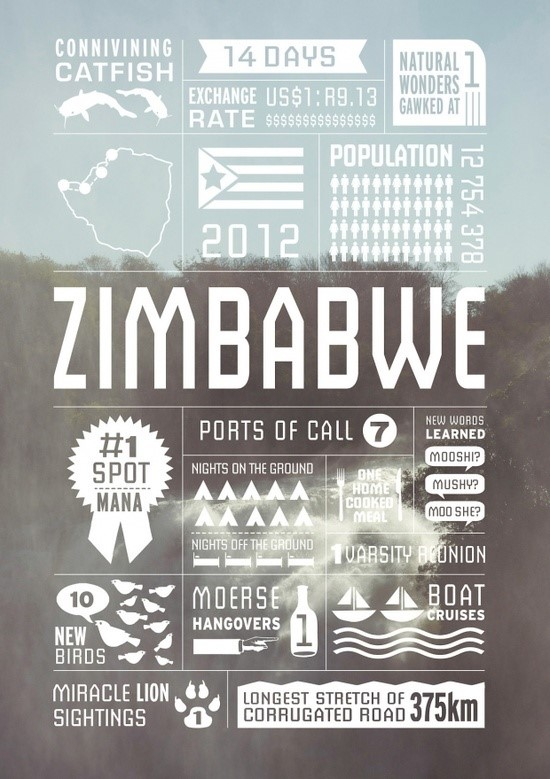 CONNIVINING
CATFISH
14 DAYS
EXCHANGE RATE
US$1:R9.13
$$$$$$$$$$$$$$$$
NATURAL
WONDERS
GAWKED AT
1
2012
POPULATION
12 754 378
ZIMBABWE
#1
SPOT
MANA
PORTS OF CALL 7
NIGHTS ON THE GROUND
NIGHTS OFF THE GROUND
ONE
HOME
COOKED
MEAL
NEW WORDS
LEARNED
MOOSHI?
MUSHY?
MOO SHE?
1 VARSITY REUNION
10
NEW
BIRDS
MOERSE
HANGOVERS
1
BOAT
CRUISES
MIRACLE LION
SIGHTINGS
1
LONGEST STRETCH OF
CORRUGATED ROAD
375km